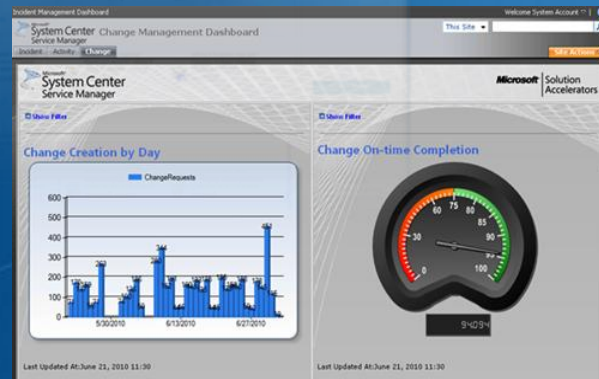 Incident Management Dashboard
Welcome System Account
Microsoft
System Center
Service Manager
Change Management Dashboard
This Site
Incident Activity Change
Site Actions
Microsoft
System Center
Service Manager
Microsoft Solution Accelerators
Show Filter
Show Filter
Change Creation by Day
Change On-time Completion
ChangeRequests
600
500
400
300
200
100
0
5/30/2010 6/13/2010 6/27/2010
0
30
60
75
80
85
90
95
100
Last Updated At:June 21, 2010 11:30
Last Updated At:June 21, 2010 11:30